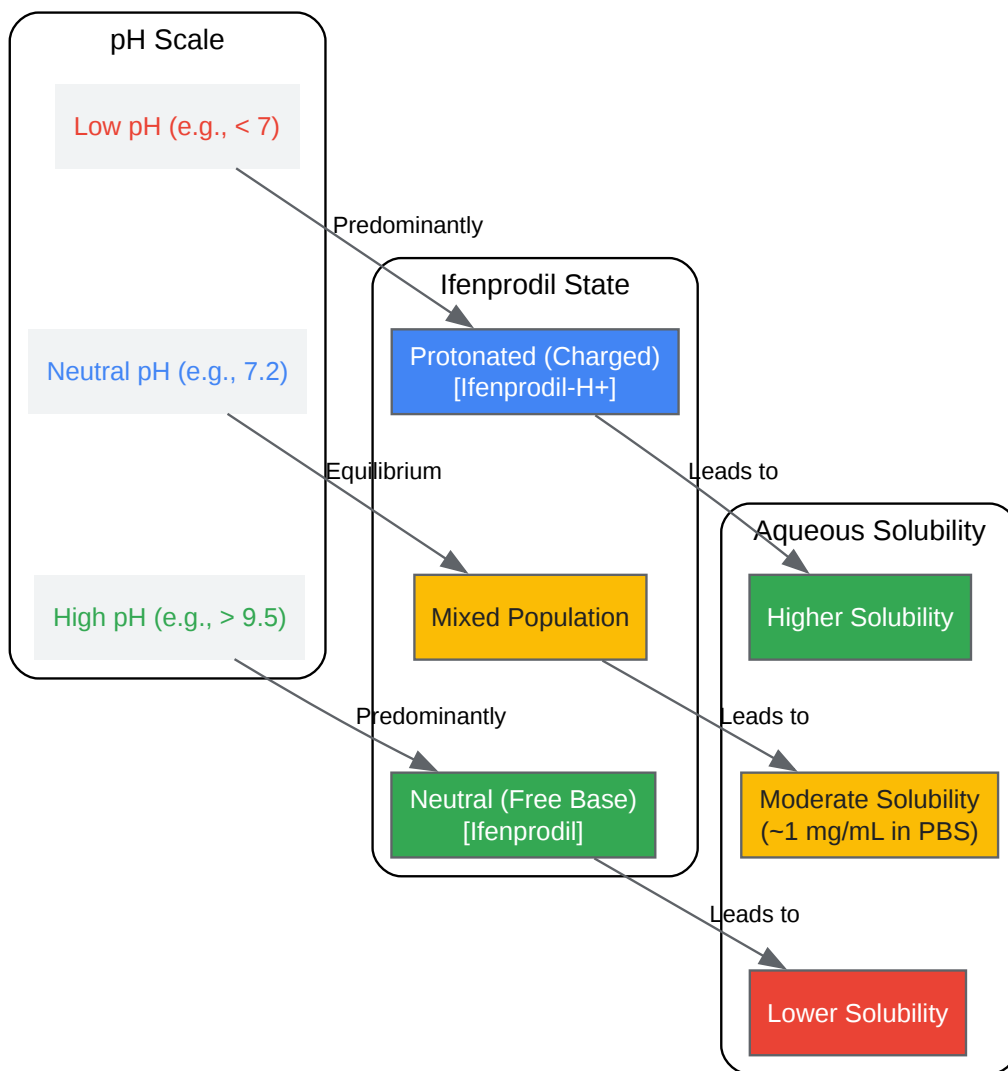 pH Scale
Low pH (e.g., < 7)
Predominantly
Ifenprodil State
Neutral pH (e.g., 7.2)
Protonated (Charged)
[Ifenprodil-H+]
Equilibrium
Leads to
Aqueous Solubility
High pH (e.g., > 9.5)
Mixed Population
Higher Solubility
Predominantly
Leads to
Neutral (Free Base)
[Ifenprodil]
Moderate Solubility
(~1 mg/mL in PBS)
Leads to
Lower Solubility